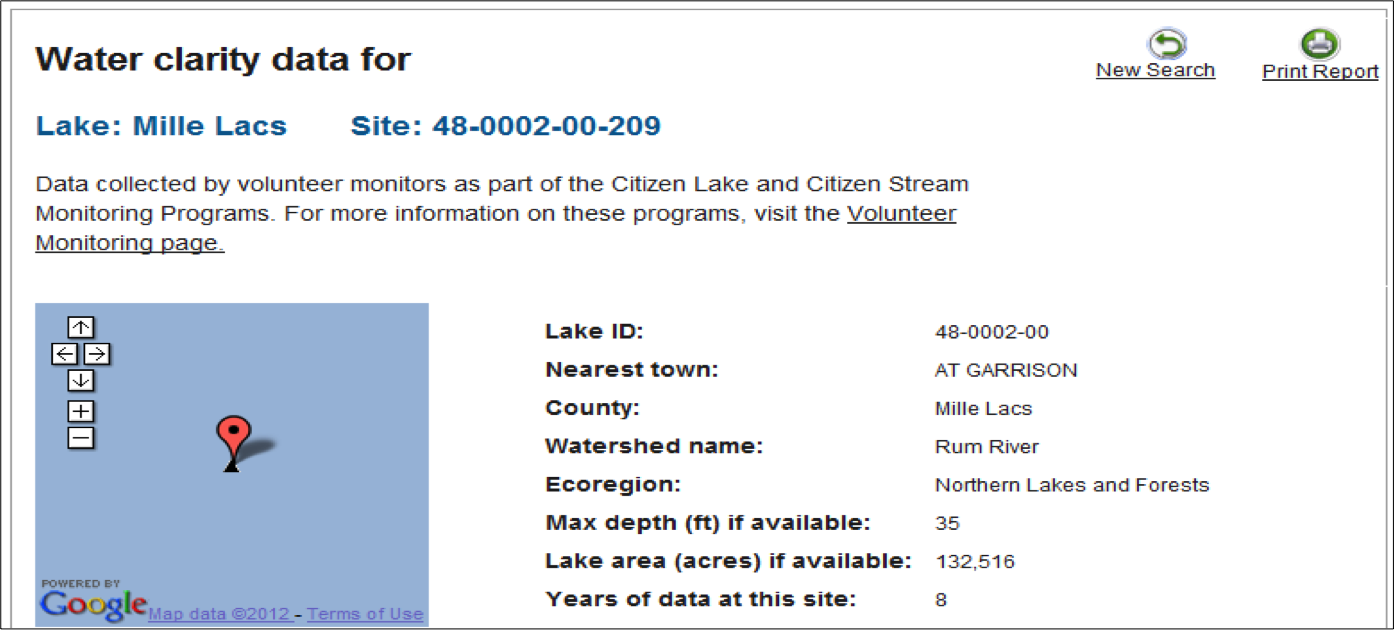 Water clarity data for
New Search
Print Report
Lake: Mille Lacs Site: 48-0002-00-209
Data collected by volunteer monitors as part of the Citizen Lake and Citizen Stream
Monitoring Programs. For more information on these programs, visit the Volunteer
Monitoring page.
Lake ID: 48-0002-00
Nearest town: AT GARRISON
County: Mille Lacs
Watershed name: Rum River
Ecoregion: Northern Lakes and Forests
Max depth (ft) if available: 35
Lake area (acres) if available: 132,516
Years of data at this site: 8
POWERED BY
Google Map data ©2012 - Terms of Use